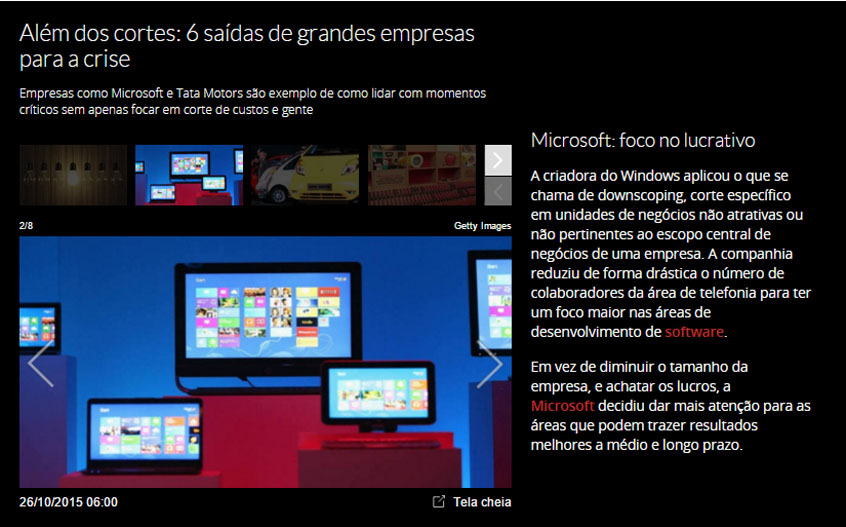 Além dos cortes: 6 saídas de grandes empresas
para a crise
Empresas como Microsoft e Tata Motors são exemplo de como lidar com momentos
críticos sem apenas focar em corte de custos e gente
2/8
Getty Images
Start
Start
26/10/2015 06:00
Tela cheia
Microsoft: foco no lucrativo
A criadora do Windows aplicou o que se
chama de downscoping, corte específico
em unidades de negócios não atrativas ou
não pertinentes ao escopo central de
negócios de uma empresa. A companhia
reduziu de forma drástica o número de
colaboradores da área de telefonia para ter
um foco maior nas áreas de
desenvolvimento de software.
Em vez de diminuir o tamanho da
empresa, e achatar os lucros, a
Microsoft decidiu dar mais atenção para as
áreas que podem trazer resultados
melhores a médio e longo prazo.